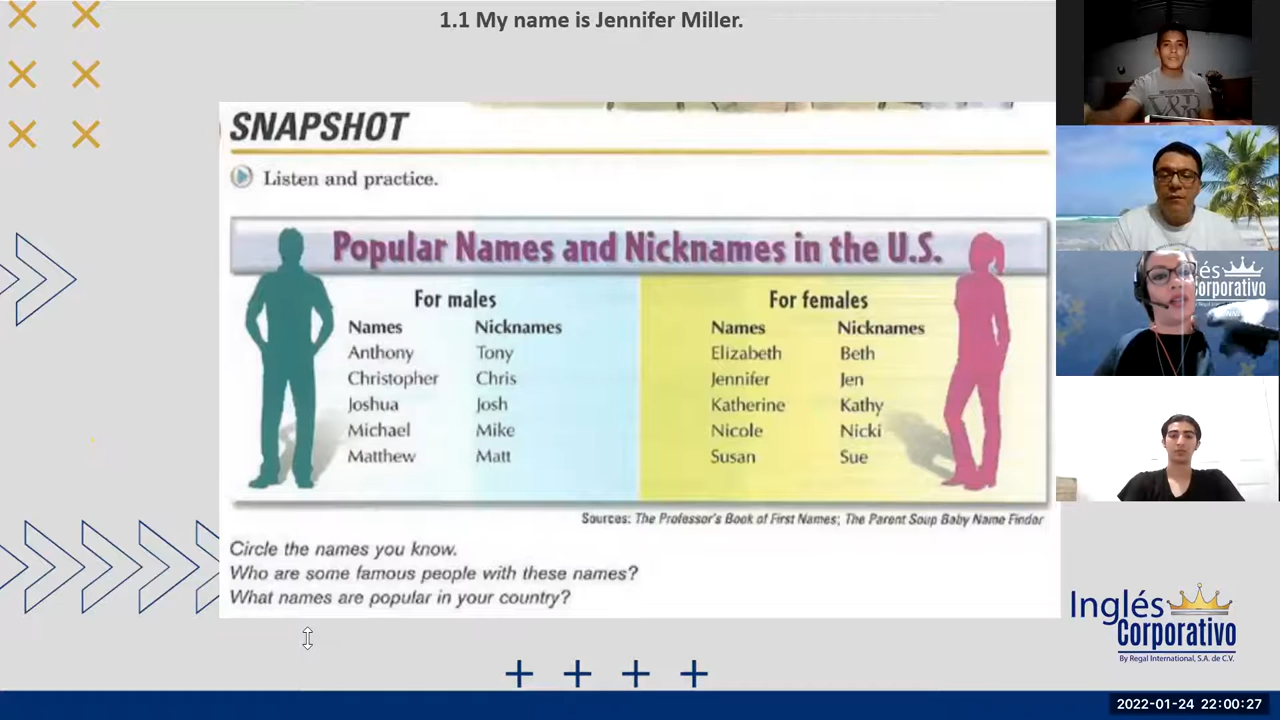 1.1 My name is Jennifer Miller.
SNAPSHOT
Listen and practice.
Popular Names and Nicknames in the U.S.
For males
Names Nicknames
Anthony Tony
Christopher Chris
Joshua Josh
Michael Mike
Matthew Matt
For females
Names Nicknames
Elizabeth Beth
Jennifer Jen
Katherine Kathy
Nicole Nicki
Susan Sue
Sources: The Professor's Book of First Names; The Parent Soup Baby Name Finder
Circle the names you know.
Who are some famous people with these names?
What names are popular in your country?
Inglés
Corporativo
By Regal International, S.A. de C.V.
2022-01-24 22:00:27